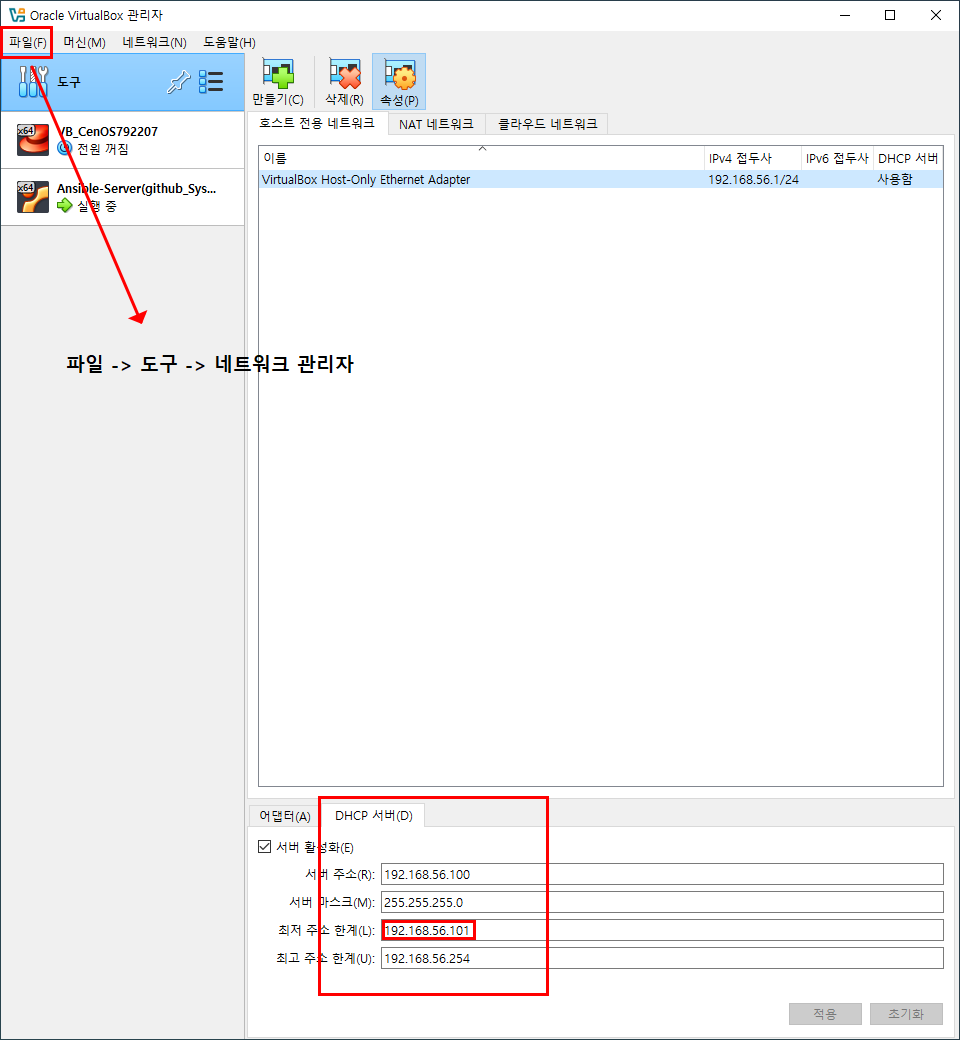 Oracle VirtualBox 관리자
파일(F) 머신(M) 네트워크(N) 도움말(H)
도구
만들기(C) 삭제(R) 속성(P)
x64
VB_CenOS792207
전원 꺼짐
x64
Ansible-Server(github_Sys...
실행 중
호스트 전용 네트워크 NAT 네트워크 클라우드 네트워크
이름 IPv4 접두사 IPv6 접두사 DHCP 서버
VirtualBox Host-Only Ethernet Adapter 192.168.56.1/24 사용함
파일 -> 도구 -> 네트워크 관리자
어댑터(A) DHCP 서버(D)
서버 활성화(E)
서버 주소(R): 192.168.56.100
서버 마스크(M): 255.255.255.0
최저 주소 한계(L): 192.168.56.101
최고 주소 한계(U): 192.168.56.254
적용 초기화